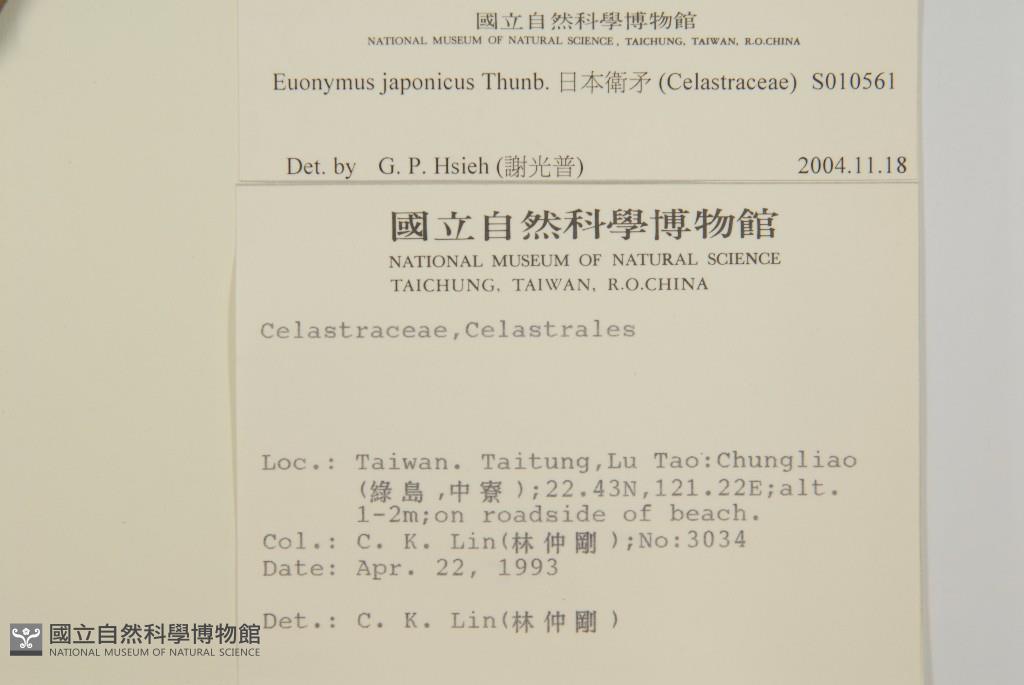 國立自然科學博物館
NATIONAL MUSEUM OF NATURAL SCIENCE, TAICHUNG, TAIWAN, R.O.CHINA
Euonymus japonicus Thunb. 日本衛矛 (Celastraceae) S010561
Det. by G. P. Hsieh (謝光普) 2004.11.18
國立自然科學博物館
NATIONAL MUSEUM OF NATURAL SCIENCE
TAICHUNG, TAIWAN, R.O.CHINA
Celastraceae,Celastrales
Loc.: Taiwan. Taitung,Lu Tao:Chungliao
(綠島,中寮);22.43N,121.22E;alt.
1-2m;on roadside of beach.
Col.: C. K. Lin(林仲剛);No:3034
Date: Apr. 22, 1993
Det.: C. K. Lin(林仲剛)
國立自然科學博物館
NATIONAL MUSEUM OF NATURAL SCIENCE